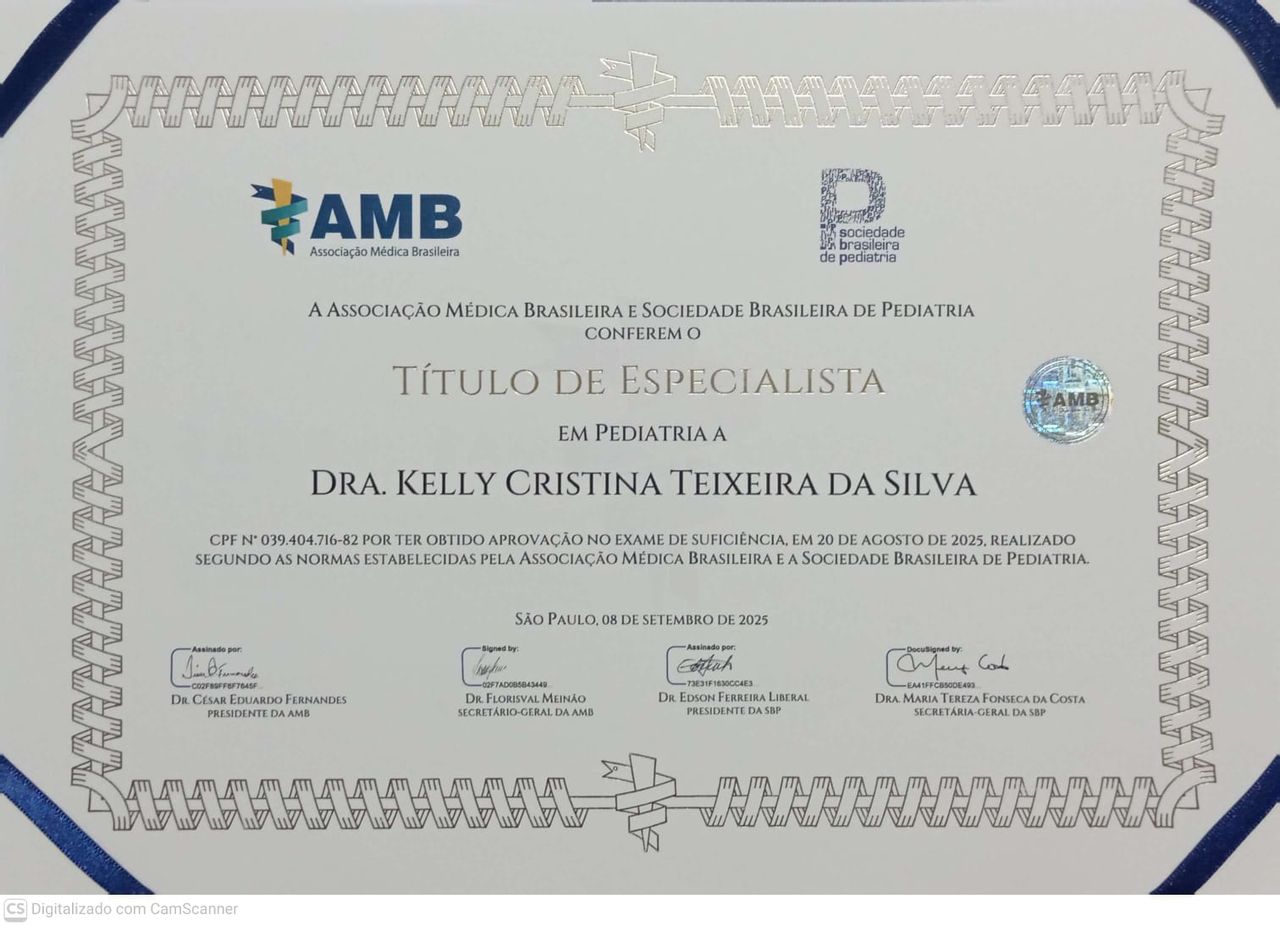 AMB
Associação Médica Brasileira
sociedade
brasileira
de pediatria
A ASSOCIAÇÃO MÉDICA BRASILEIRA E SOCIEDADE BRASILEIRA DE PEDIATRIA
CONFEREM O
TÍTULO DE ESPECIALISTA
AMB
EM PEDIATRIA A
DRA. KELLY CRISTINA TEIXEIRA DA SILVA
CPF N° 039.404.716-82 POR TER OBTIDO APROVAÇÃO NO EXAME DE SUFICIÊNCIA, EM 20 DE AGOSTO DE 2025, REALIZADO
SEGUNDO AS NORMAS ESTABELECIDAS PELA ASSOCIAÇÃO MÉDICA BRASILEIRA E A SOCIEDADE BRASILEIRA DE PEDIATRIA.
SÃO PAULO, 08 DE SETEMBRO DE 2025
Assinado por:
C02F89FF6F7645F...
DR. CÉSAR EDUARDO FERNANDES
PRESIDENTE DA AMB
Signed by:
02F7AD0B5B43449...
DR. FLORISVAL MEINÃO
SECRETÁRIO-GERAL DA AMB
Assinado por:
73E31F1630CC4E3...
DR. EDSON FERREIRA LIBERAL
PRESIDENTE DA SBP
DocuSigned by:
EA41FFCB50DE493...
DRA. MARIA TEREZA FONSECA DA COSTA
SECRETÁRIA-GERAL DA SBP
CS Digitalizado com CamScanner